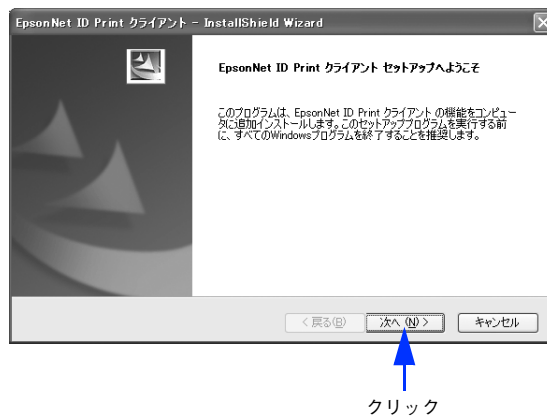 EpsonNet ID Print クライアント - InstallShield Wizard
EpsonNet ID Print クライアント セットアップへようこそ
このプログラムは、EpsonNet ID Print クライアント の機能をコンピュー
タに追加インストールします。このセットアッププログラムを実行する前
に、すべてのWindowsプログラムを終了することを推奨します。
< 戻る(B)
次へ (N) >
キャンセル
クリック